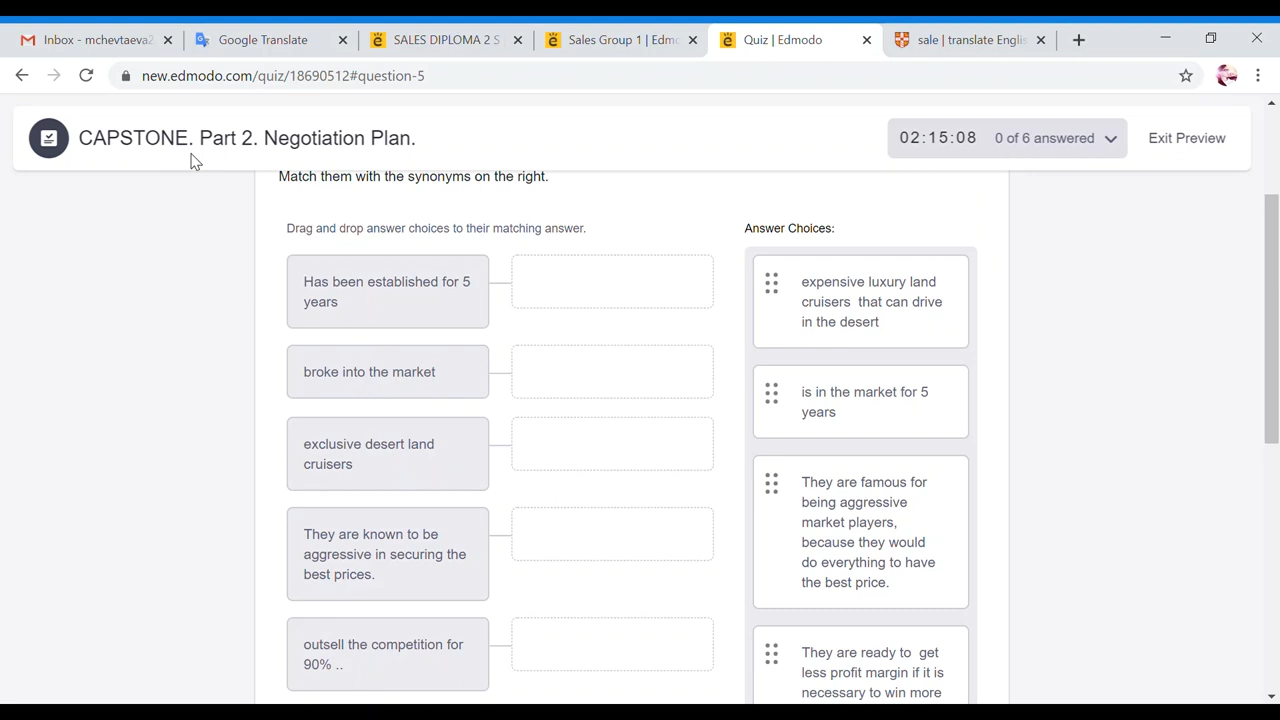 Inbox - mchevtaeva2
Google Translate
SALES DIPLOMA 2 S
Sales Group 1 | Edmo
Quiz | Edmodo
sale | translate Englis
new.edmodo.com/quiz/18690512#question-5
CAPSTONE. Part 2. Negotiation Plan.
02:15:08 0 of 6 answered
Exit Preview
Match them with the synonyms on the right.
Drag and drop answer choices to their matching answer.
Has been established for 5
years
broke into the market
exclusive desert land
cruisers
They are known to be
aggressive in securing the
best prices.
outsell the competition for
90% ..
Answer Choices:
expensive luxury land
cruisers that can drive
in the desert
is in the market for 5
years
They are famous for
being aggressive
market players,
because they would
do everything to have
the best price.
They are ready to get
less profit margin if it is
necessary to win more